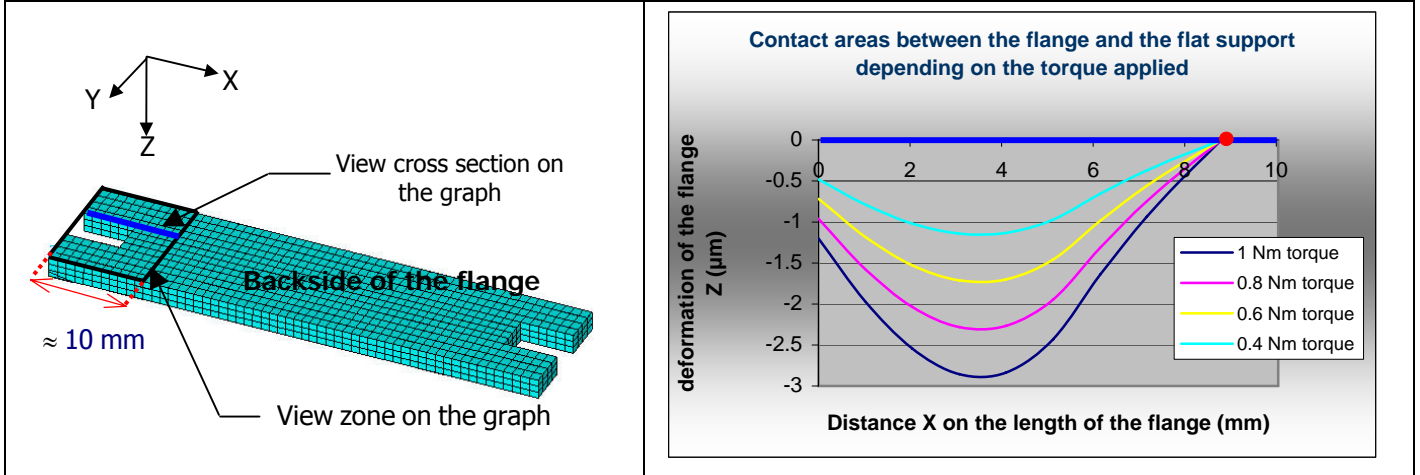 X
Y
Z
View cross section on
the graph
Backside of the flange
≈ 10 mm
View zone on the graph
Contact areas between the flange and the flat support
depending on the torque applied
deformation of the flange
Z (µm)
0
-0.5
-1
-1.5
-2
-2.5
-3
0 2 4 6 8 10
1 Nm torque
0.8 Nm torque
0.6 Nm torque
0.4 Nm torque
Distance X on the length of the flange (mm)